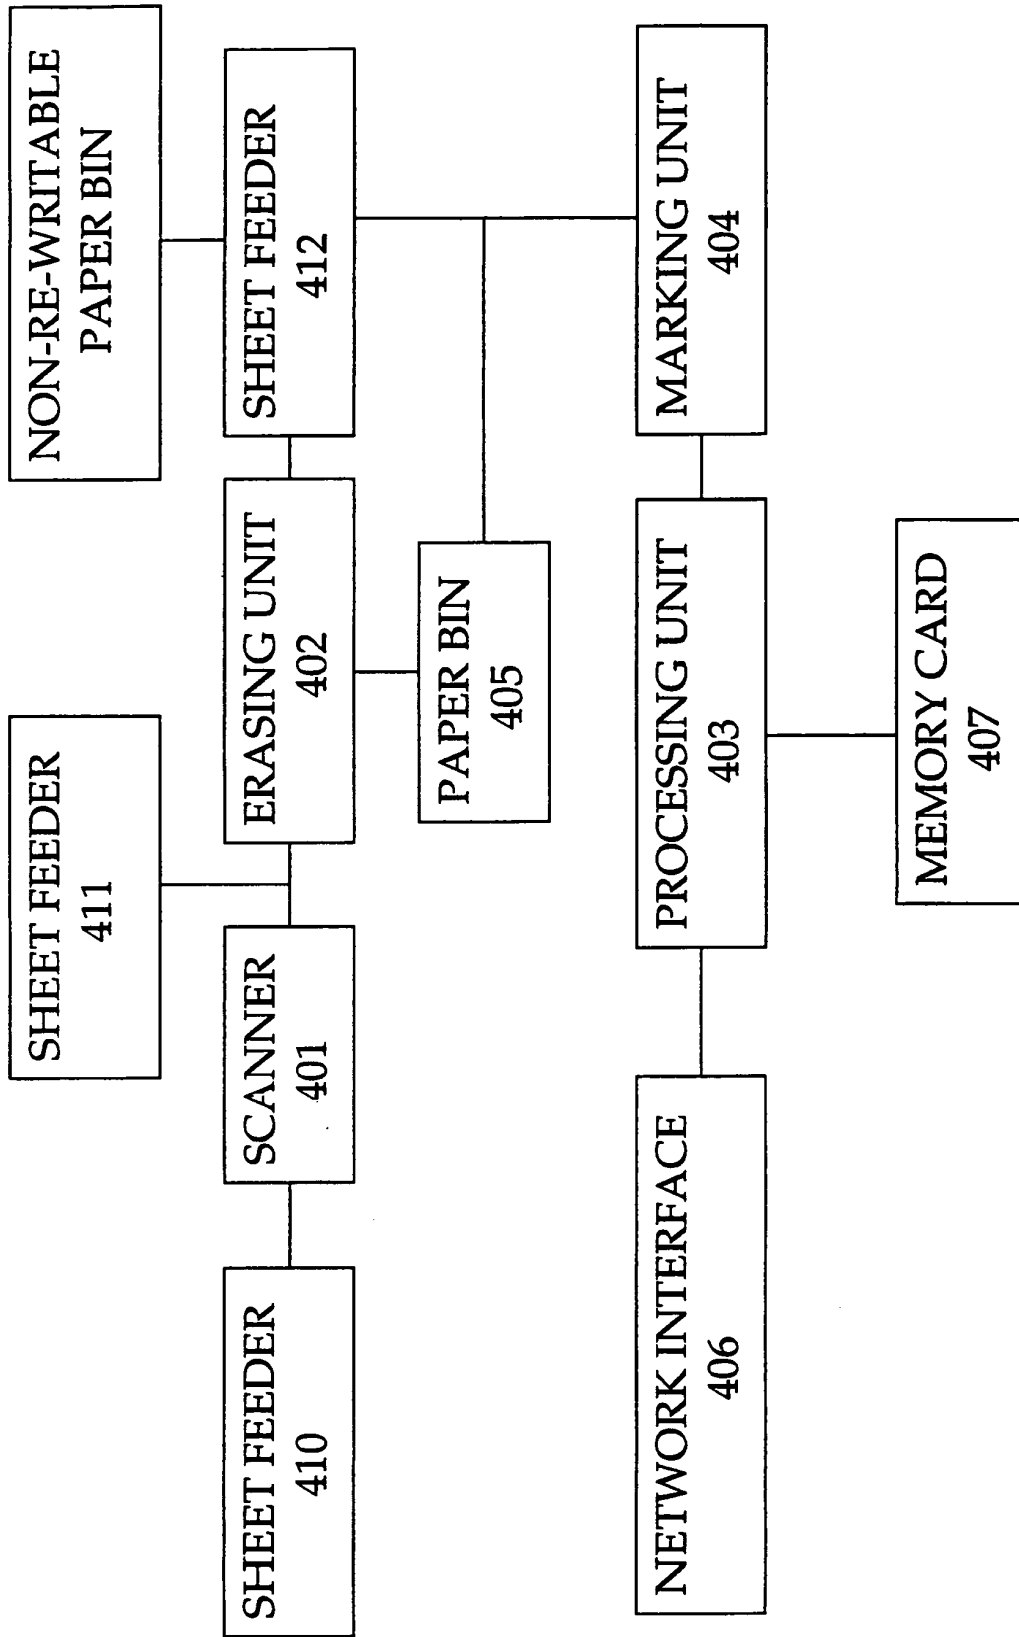 NON-RE-WRITABLE
PAPER BIN
SHEET FEEDER
411
SHEET FEEDER
410
SCANNER
401
ERASING UNIT
402
SHEET FEEDER
412
PAPER BIN
405
NETWORK INTERFACE
406
PROCESSING UNIT
403
MARKING UNIT
404
MEMORY CARD
407